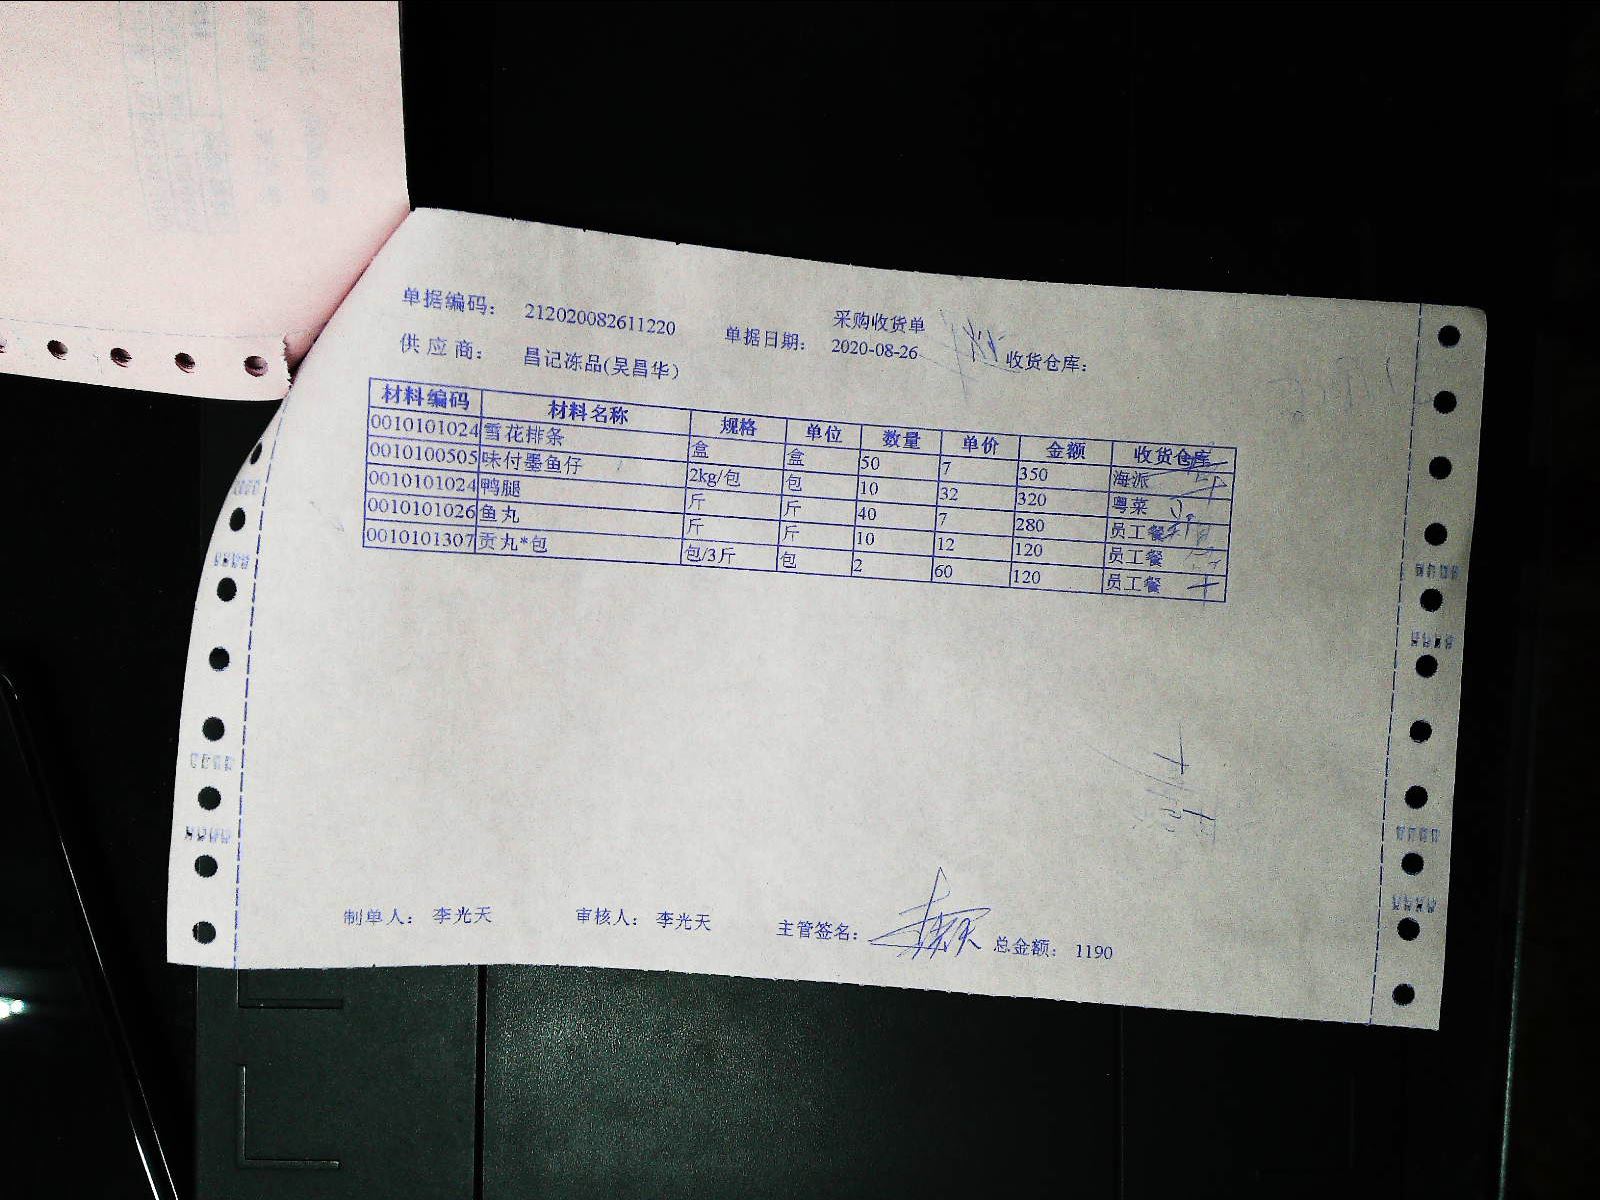 采购收货单
单据编码： 212020082611220 单据日期： 2020-08-26 收货仓库：
供应商： 昌记冻品(吴昌华)
材料编码 材料名称 规格 单位 数量 单价 金额 收货仓库
0010101024 雪花排条 盒 盒 50 7 350 海派
0010100505 味付墨鱼仔 2kg/包 包 10 32 320 粤菜
0010101024 鸭腿 斤 斤 40 7 280 员工餐
0010101026 鱼丸 斤 斤 10 12 120 员工餐
0010101307 贡丸*包 包/3斤 包 2 60 120 员工餐
制单人： 李光天 审核人： 李光天 主管签名： 总金额： 1190